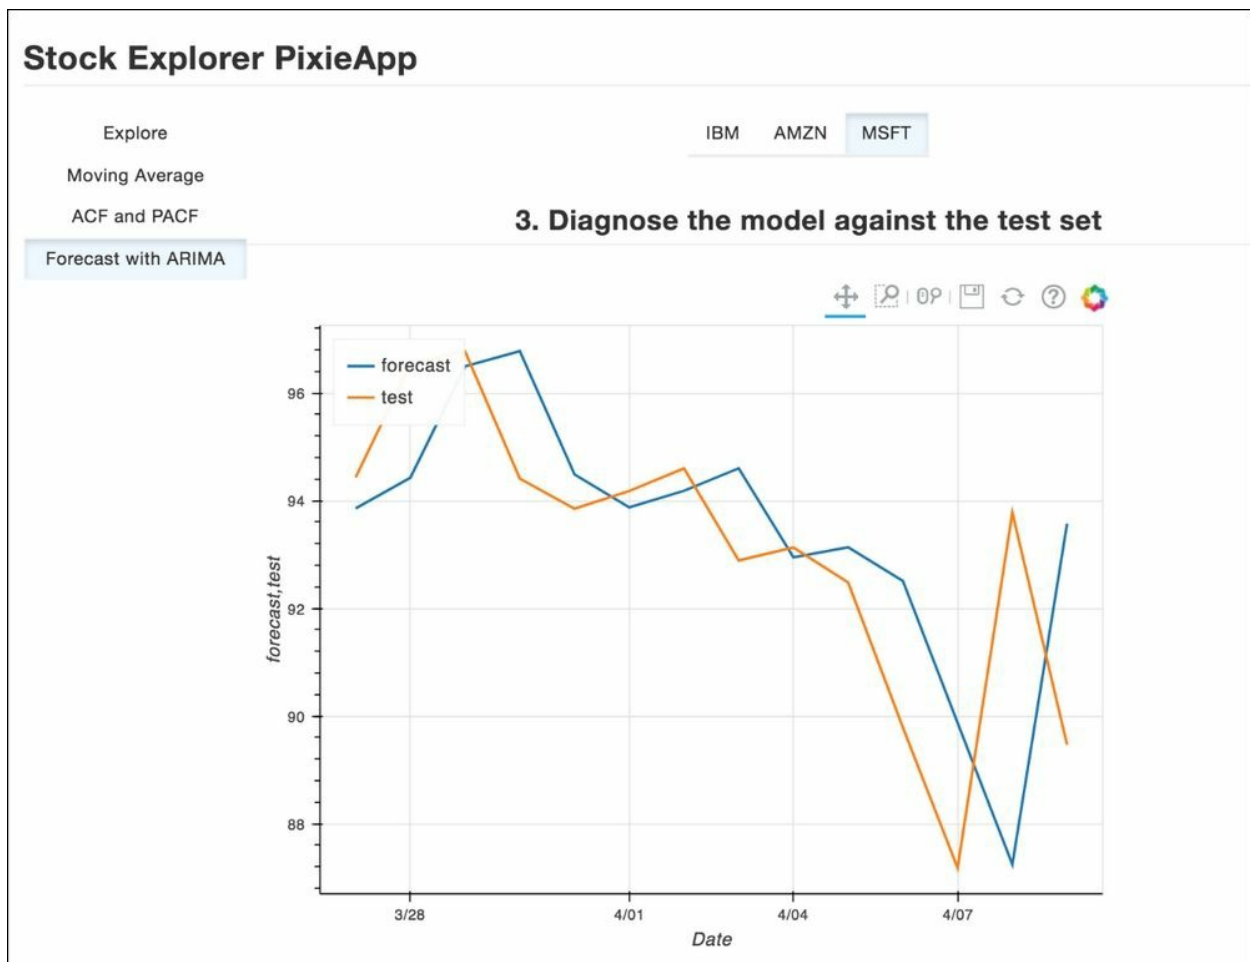 Stock Explorer PixieApp
Explore
Moving Average
ACF and PACF
Forecast with ARIMA
IBM AMZN MSFT
3. Diagnose the model against the test set
forecast
test
96
94
92
90
88
forecast,test
3/28 4/01 4/04 4/07
Date